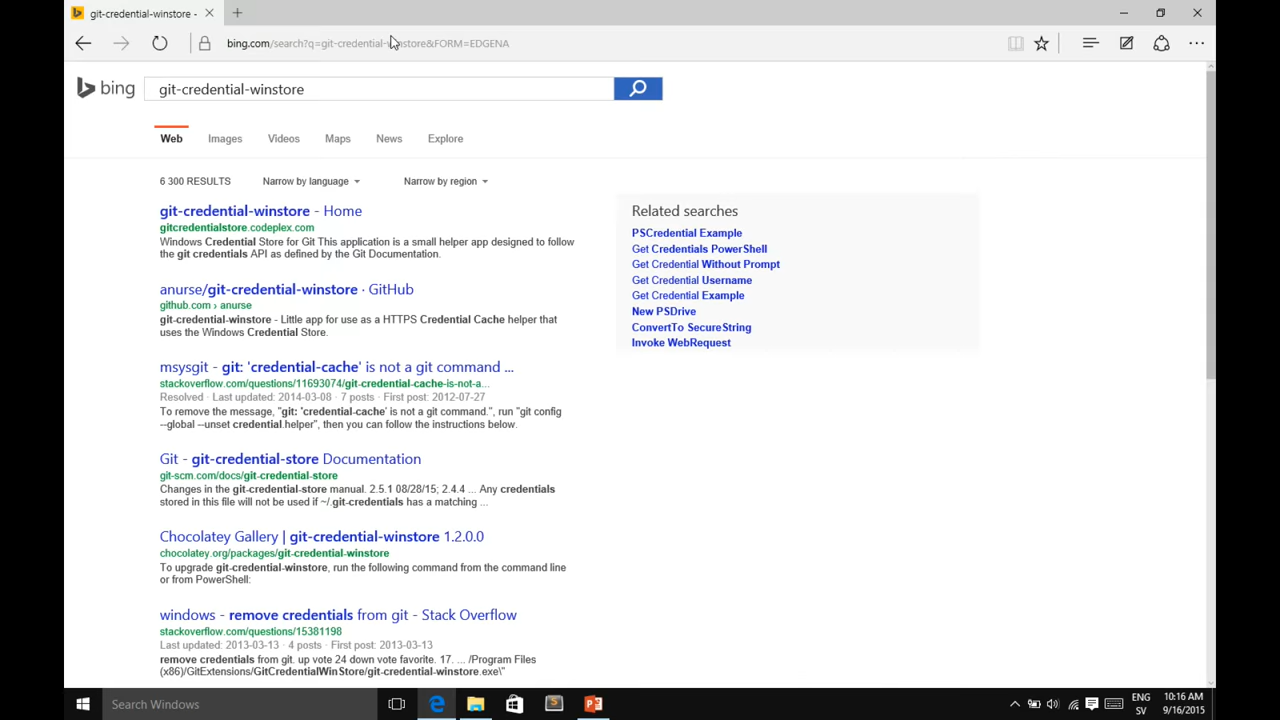 git-credential-winstore -
bing.com/search?q=git-credential-winstore&FORM=EDGENA
bing
git-credential-winstore
Web Images Videos Maps News Explore
6 300 RESULTS Narrow by language Narrow by region
git-credential-winstore - Home
gitcredentialstore.codeplex.com
Windows Credential Store for Git This application is a small helper app designed to follow
the git credentials API as defined by the Git Documentation.
anurse/git-credential-winstore · GitHub
github.com › anurse
git-credential-winstore - Little app for use as a HTTPS Credential Cache helper that
uses the Windows Credential Store.
msysgit - git: 'credential-cache' is not a git command ...
stackoverflow.com/questions/11693074/git-credential-cache-is-not-a...
Resolved · Last updated: 2014-03-08 · 7 posts · First post: 2012-07-27
To remove the message, "git: 'credential-cache' is not a git command.", run "git config
--global --unset credential.helper", then you can follow the instructions below.
Git - git-credential-store Documentation
git-scm.com/docs/git-credential-store
Changes in the git-credential-store manual. 2.5.1 08/28/15; 2.4.4 ... Any credentials
stored in this file will not be used if ~/.git-credentials has a matching ...
Chocolatey Gallery | git-credential-winstore 1.2.0.0
chocolatey.org/packages/git-credential-winstore
To upgrade git-credential-winstore, run the following command from the command line
or from PowerShell:
windows - remove credentials from git - Stack Overflow
stackoverflow.com/questions/15381198
Last updated: 2013-03-13 · 4 posts · First post: 2013-03-13
remove credentials from git. up vote 24 down vote favorite. 17. ... /Program Files
(x86)/GitExtensions/GitCredentialWinStore/git-credential-winstore.exe\"
Related searches
PSCredential Example
Get Credentials PowerShell
Get Credential Without Prompt
Get Credential Username
Get Credential Example
New PSDrive
ConvertTo SecureString
Invoke WebRequest
Search Windows
ENG
SV
10:16 AM
9/16/2015